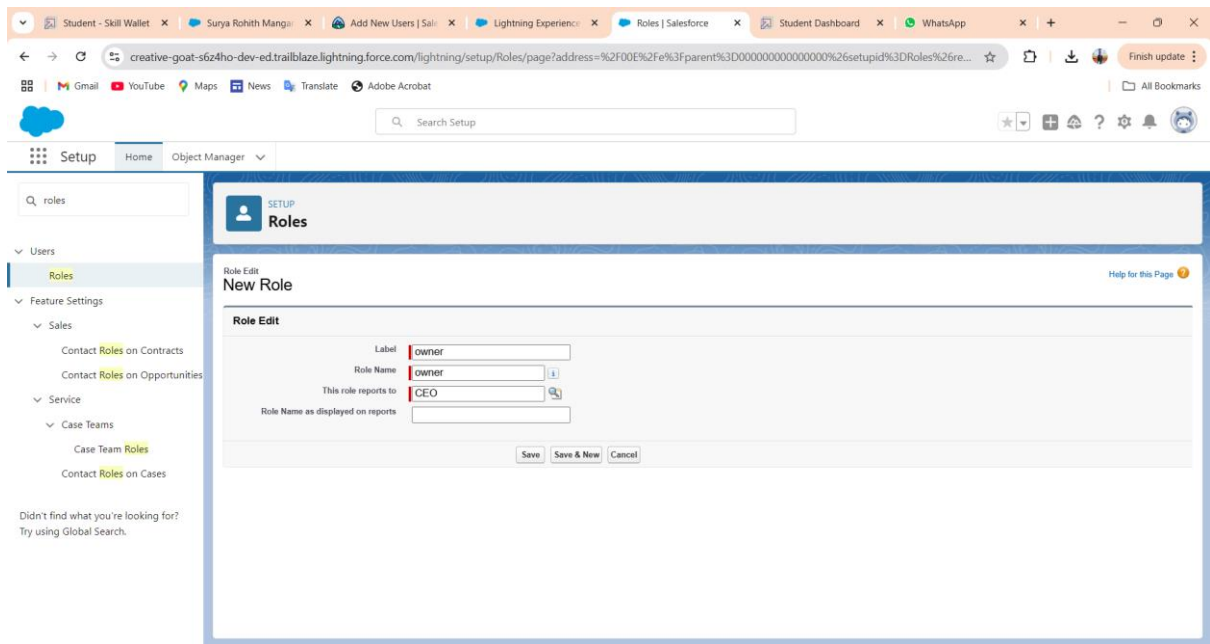 Student - Skill Wallet
Surya Rohith Manga
Add New Users | Sale
Lightning Experience
Roles | Salesforce
Student Dashboard
WhatsApp
creative-goat-s6z4ho-dev-ed.trailblaze.lightning.force.com/lightning/setup/Roles/page?address=%2F00E%2Fe%3Fparent%3D000000000000000%26setupid%3DRoles%26re...
Finish update
Gmail
YouTube
Maps
News
Translate
Adobe Acrobat
All Bookmarks
Search Setup
Setup
Home
Object Manager
roles
Users
Roles
Feature Settings
Sales
Contact Roles on Contracts
Contact Roles on Opportunities
Service
Case Teams
Case Team Roles
Contact Roles on Cases
Didn't find what you're looking for?
Try using Global Search.
SETUP
Roles
Role Edit
New Role
Help for this Page
Role Edit
Label owner
Role Name owner
This role reports to CEO
Role Name as displayed on reports
Save Save & New Cancel